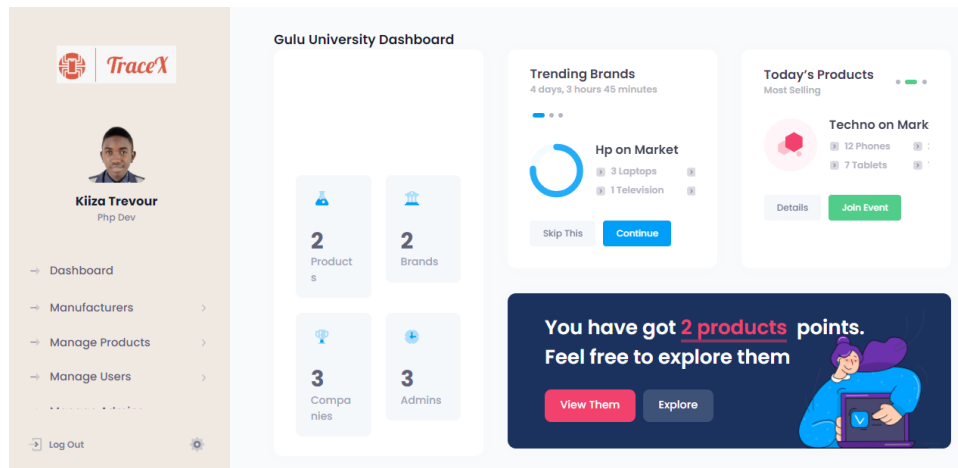 TraceX
Kiiza Trevour
Php Dev
Dashboard
Manufacturers
Manage Products
Manage Users
Log Out
Gulu University Dashboard
2
Product
s
2
Brands
3
Compa
nies
3
Admins
Trending Brands
4 days, 3 hours 45 minutes
Hp on Market
3 Laptops
1 Television
Skip This
Continue
Today's Products
Most Selling
Techno on Mark
12 Phones
7 Tablets
Details
Join Event
You have got 2 products points.
Feel free to explore them
View Them
Explore